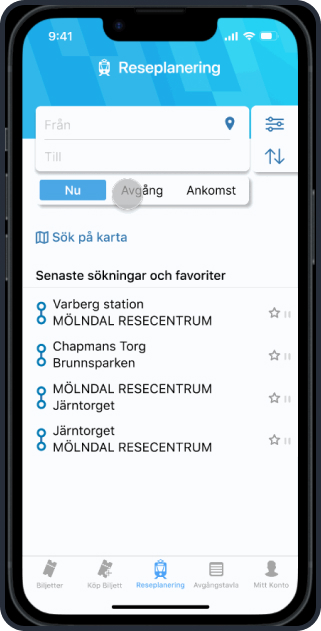 9:41
Reseplanering
Från
Till
Nu Avgång Ankomst
Sök på karta
Senaste sökningar och favoriter
Varberg station
MÖLNDAL RESECENTRUM
Chapmans Torg
Brunnsparken
MÖLNDAL RESECENTRUM
Järntorget
Järntorget
MÖLNDAL RESECENTRUM
Biljetter Köp Biljett Reseplanering Avgångstavla Mitt Konto